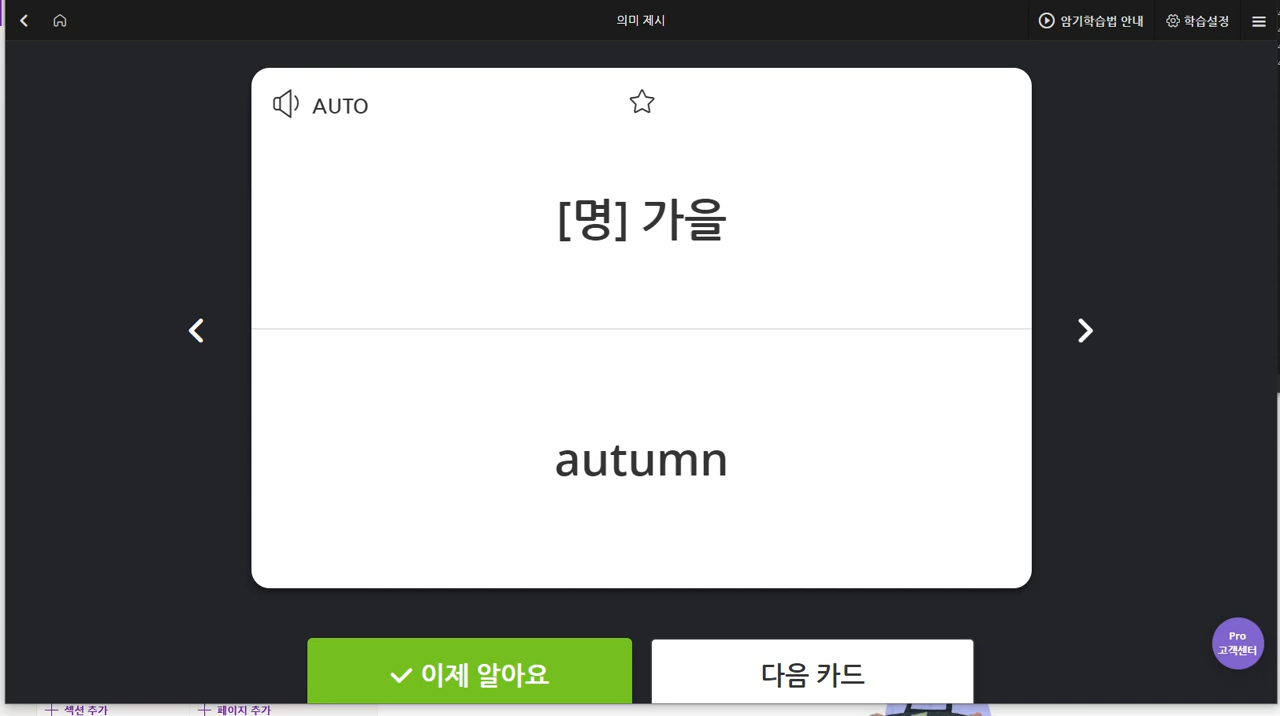 의미 제시
암기학습법 안내
학습설정
AUTO
[명] 가을
autumn
이제 알아요
다음 카드
Pro
고객센터
섹션 추가
페이지 추가